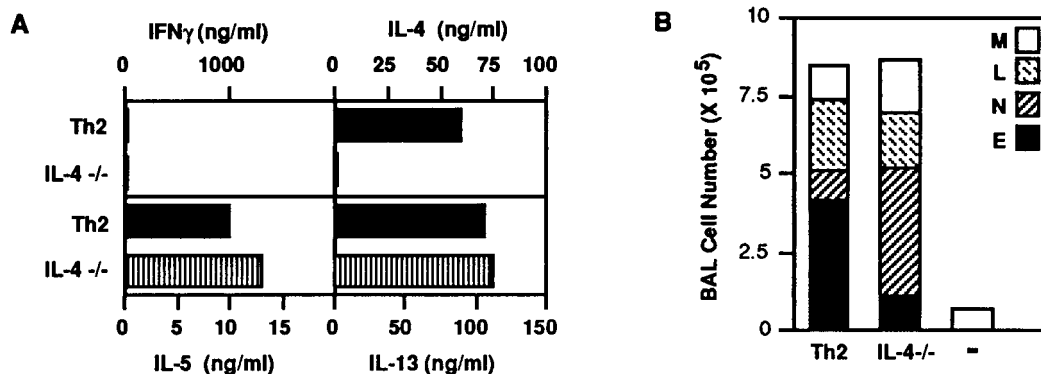 A
IFNγ (ng/ml) IL-4 (ng/ml)
0 1000 0 25 50 75 100
Th2
IL-4 -/-
Th2
IL-4 -/-
0 5 10 15 0 50 100 150
IL-5 (ng/ml) IL-13 (ng/ml)
B
BAL Cell Number (X 10⁵)
10
7.5
5
2.5
0
M
L
N
E
Th2 IL-4-/- -